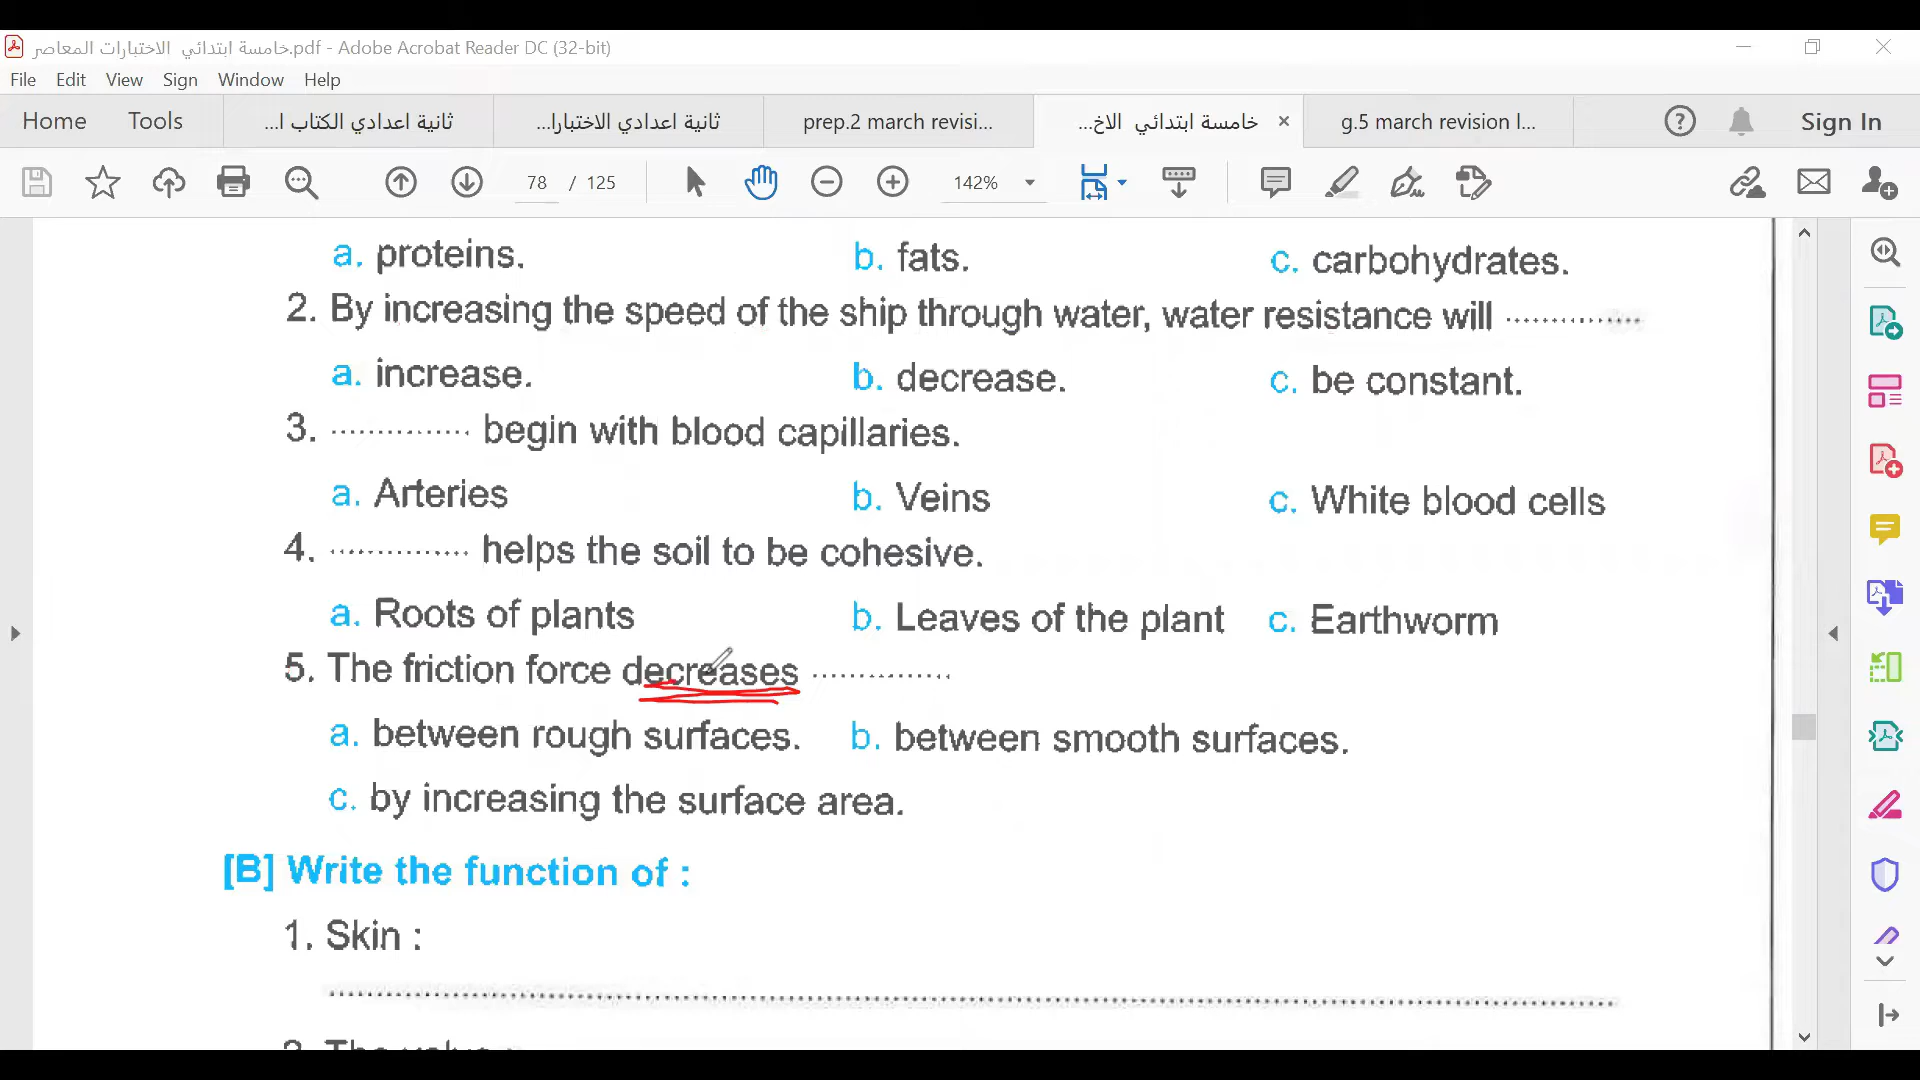 خامسة ابتدائي الاختبارات المعاصر.pdf - Adobe Acrobat Reader DC (32-bit)
File Edit View Sign Window Help
Home Tools ثانية اعدادي الكتاب ا... ثانية اعدادي الاختبارا... prep.2 march revisi... خامسة ابتدائي الاخ... × g.5 march revision l... Sign In
78 / 125 142%
a. proteins. b. fats. c. carbohydrates.
2. By increasing the speed of the ship through water, water resistance will ............
a. increase. b. decrease. c. be constant.
3. ............ begin with blood capillaries.
a. Arteries b. Veins c. White blood cells
4. ............ helps the soil to be cohesive.
a. Roots of plants b. Leaves of the plant c. Earthworm
5. The friction force decreases ............
a. between rough surfaces. b. between smooth surfaces.
c. by increasing the surface area.
[B] Write the function of :
1. Skin :